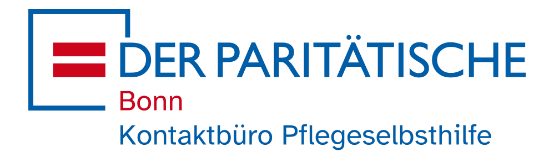 DER PARITÄTISCHE
Bonn
Kontaktbüro Pflegeselbsthilfe